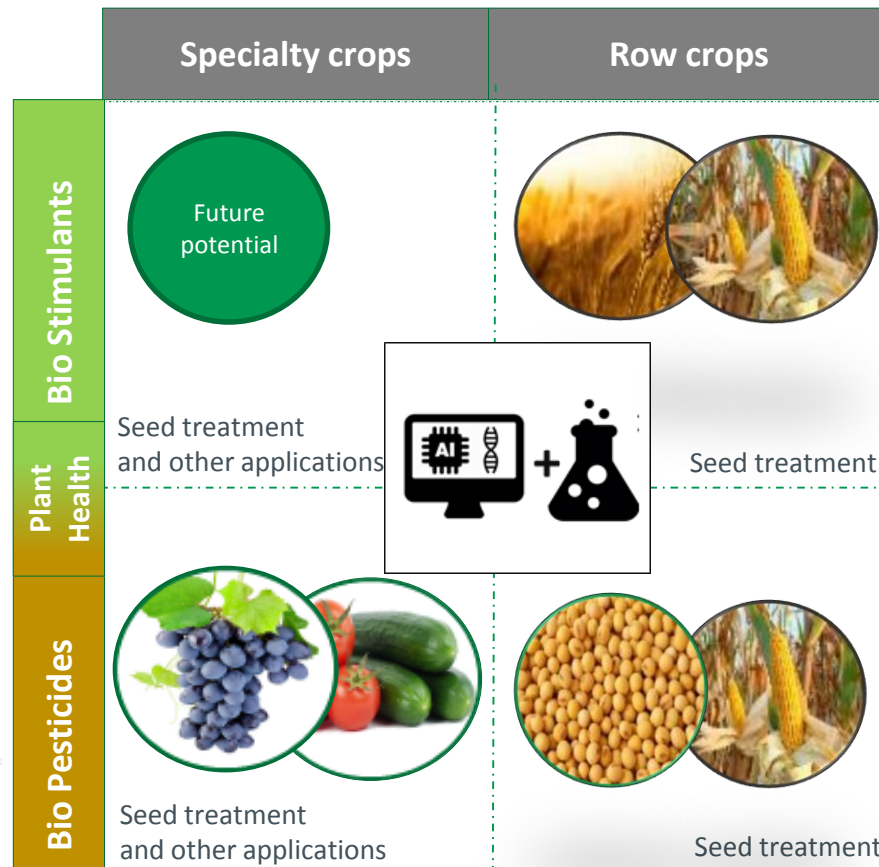 Specialty crops
Row crops
Bio Stimulants
Future
potential
Seed treatment
and other applications
AI
+
Seed treatment
Plant
Health
Bio Pesticides
Seed treatment
and other applications
Seed treatment